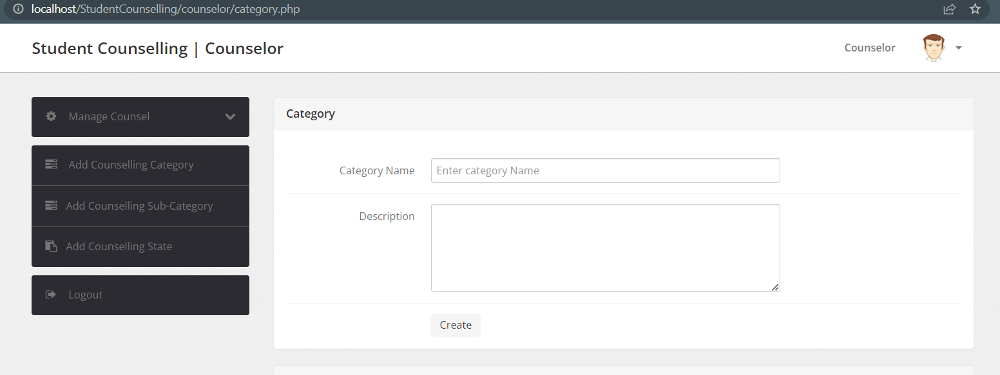 localhost/StudentCounselling/counselor/category.php
Student Counselling | Counselor
Counselor
Manage Counsel
Add Counselling Category
Add Counselling Sub-Category
Add Counselling State
Logout
Category
Category Name
Enter category Name
Description
Create